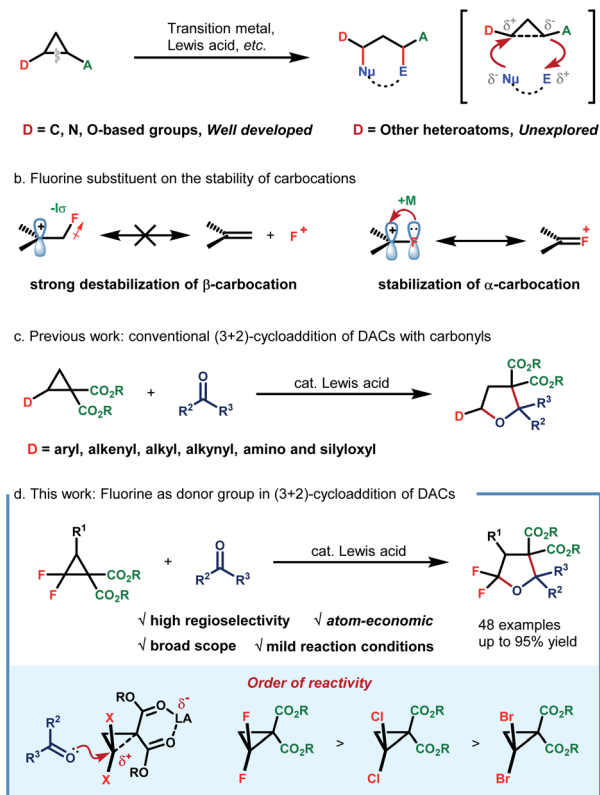 Transition metal,
Lewis acid, etc.
D A
D A
Nu E
D δ+ δ- A
δ- Nu E δ+
D = C, N, O-based groups, Well developed
D = Other heteroatoms, Unexplored
b. Fluorine substituent on the stability of carbocations
-Iσ
+M
+ F
+ F+
+ F
F+
strong destabilization of β-carbocation
stabilization of α-carbocation
c. Previous work: conventional (3+2)-cycloaddition of DACs with carbonyls
D CO2R CO2R
+
R2 O R3
cat. Lewis acid
CO2R CO2R R3 R2 O D
D = aryl, alkenyl, alkyl, alkynyl, amino and silyloxyl
d. This work: Fluorine as donor group in (3+2)-cycloaddition of DACs
R1 F F CO2R CO2R
+
R2 O R3
cat. Lewis acid
R1 CO2R CO2R R3 R2 O F F
√ high regioselectivity √ atom-economic
√ broad scope √ mild reaction conditions
48 examples
up to 95% yield
Order of reactivity
R2 R3 O
X X δ+ RO O δ- LA O RO
F F CO2R CO2R
>
Cl Cl CO2R CO2R
>
Br Br CO2R CO2R